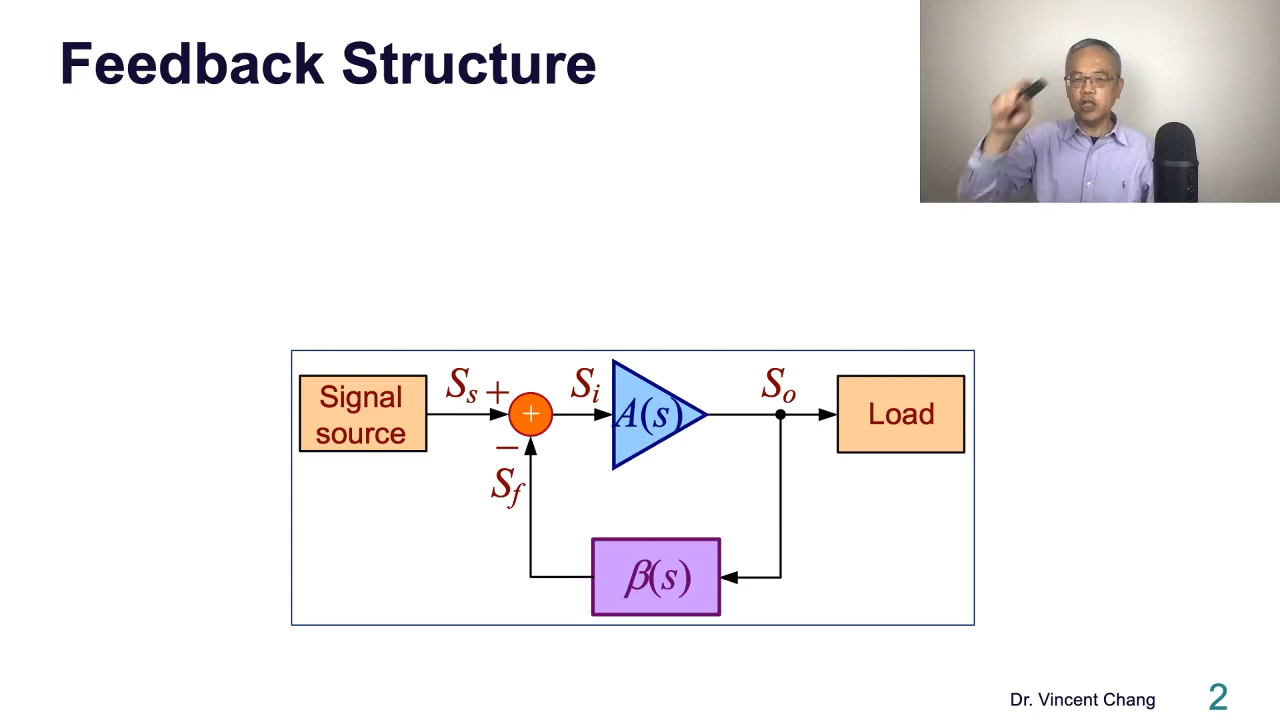 Feedback Structure
Signal
source
Ss +
+
−
Sf
Si
A(s)
So
Load
β(s)
Dr. Vincent Chang
2